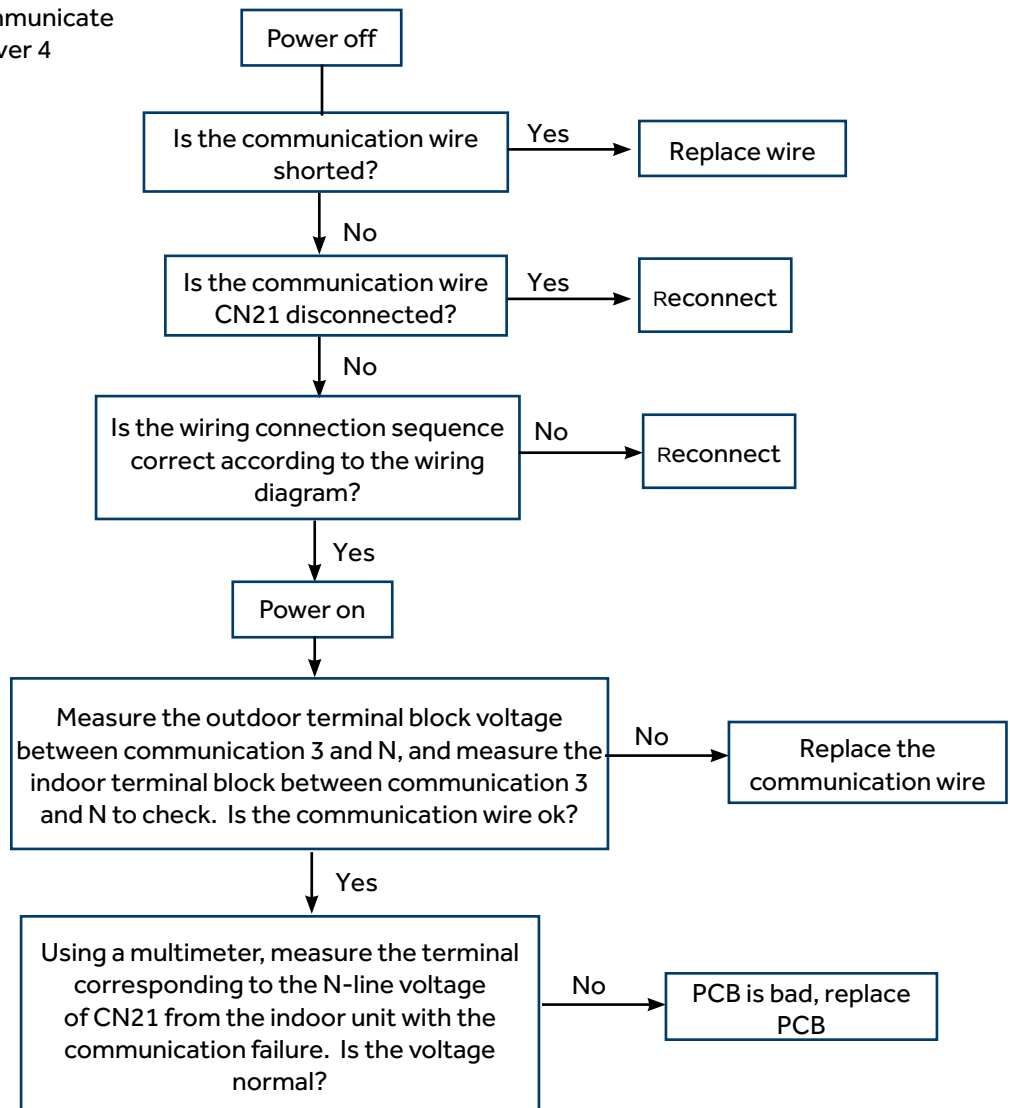 ver 4
Power off
Is the communication wire
shorted?
Yes
Replace wire
No
Is the communication wire
CN21 disconnected?
Yes
Reconnect
No
Is the wiring connection sequence
correct according to the wiring
diagram?
No
Reconnect
Yes
Power on
Measure the outdoor terminal block voltage
between communication 3 and N, and measure the
indoor terminal block between communication 3
and N to check. Is the communication wire ok?
No
Replace the
communication wire
Yes
Using a multimeter, measure the terminal
corresponding to the N-line voltage
of CN21 from the indoor unit with the
communication failure. Is the voltage
normal?
No
PCB is bad, replace
PCB